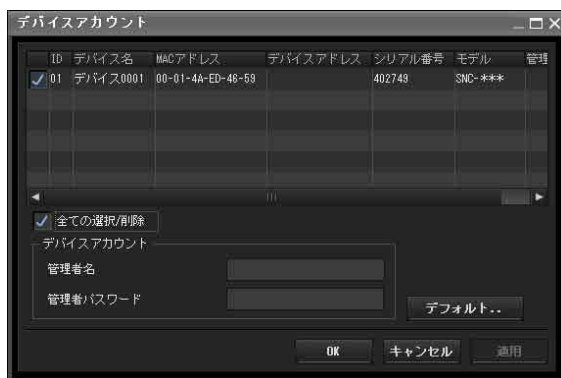 デバイスアカウント
ID デバイス名 MACアドレス デバイスアドレス シリアル番号 モデル 管理
01 デバイス0001 00-01-4A-ED-46-59 402749 SNC-***
全ての選択/削除
デバイスアカウント
管理者名
管理者パスワード
デフォルト..
OK キャンセル 適用